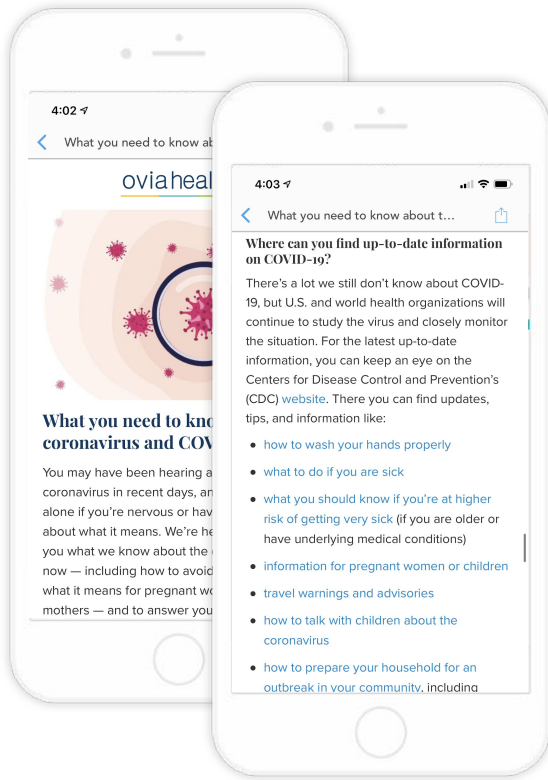 4:02
What you need to know ab
oviaheal
What you need to kno
coronavirus and COV
You may have been hearing a
coronavirus in recent days, an
alone if you're nervous or hav
about what it means. We're he
you what we know about the
now — including how to avoid
what it means for pregnant wo
mothers — and to answer you
4:03
What you need to know about t...
Where can you find up-to-date information
on COVID-19?
There's a lot we still don't know about COVID-
19, but U.S. and world health organizations will
continue to study the virus and closely monitor
the situation. For the latest up-to-date
information, you can keep an eye on the
Centers for Disease Control and Prevention's
(CDC) website. There you can find updates,
tips, and information like:
• how to wash your hands properly
• what to do if you are sick
• what you should know if you're at higher
risk of getting very sick (if you are older or
have underlying medical conditions)
• information for pregnant women or children
• travel warnings and advisories
• how to talk with children about the
coronavirus
• how to prepare your household for an
outbreak in your community, including